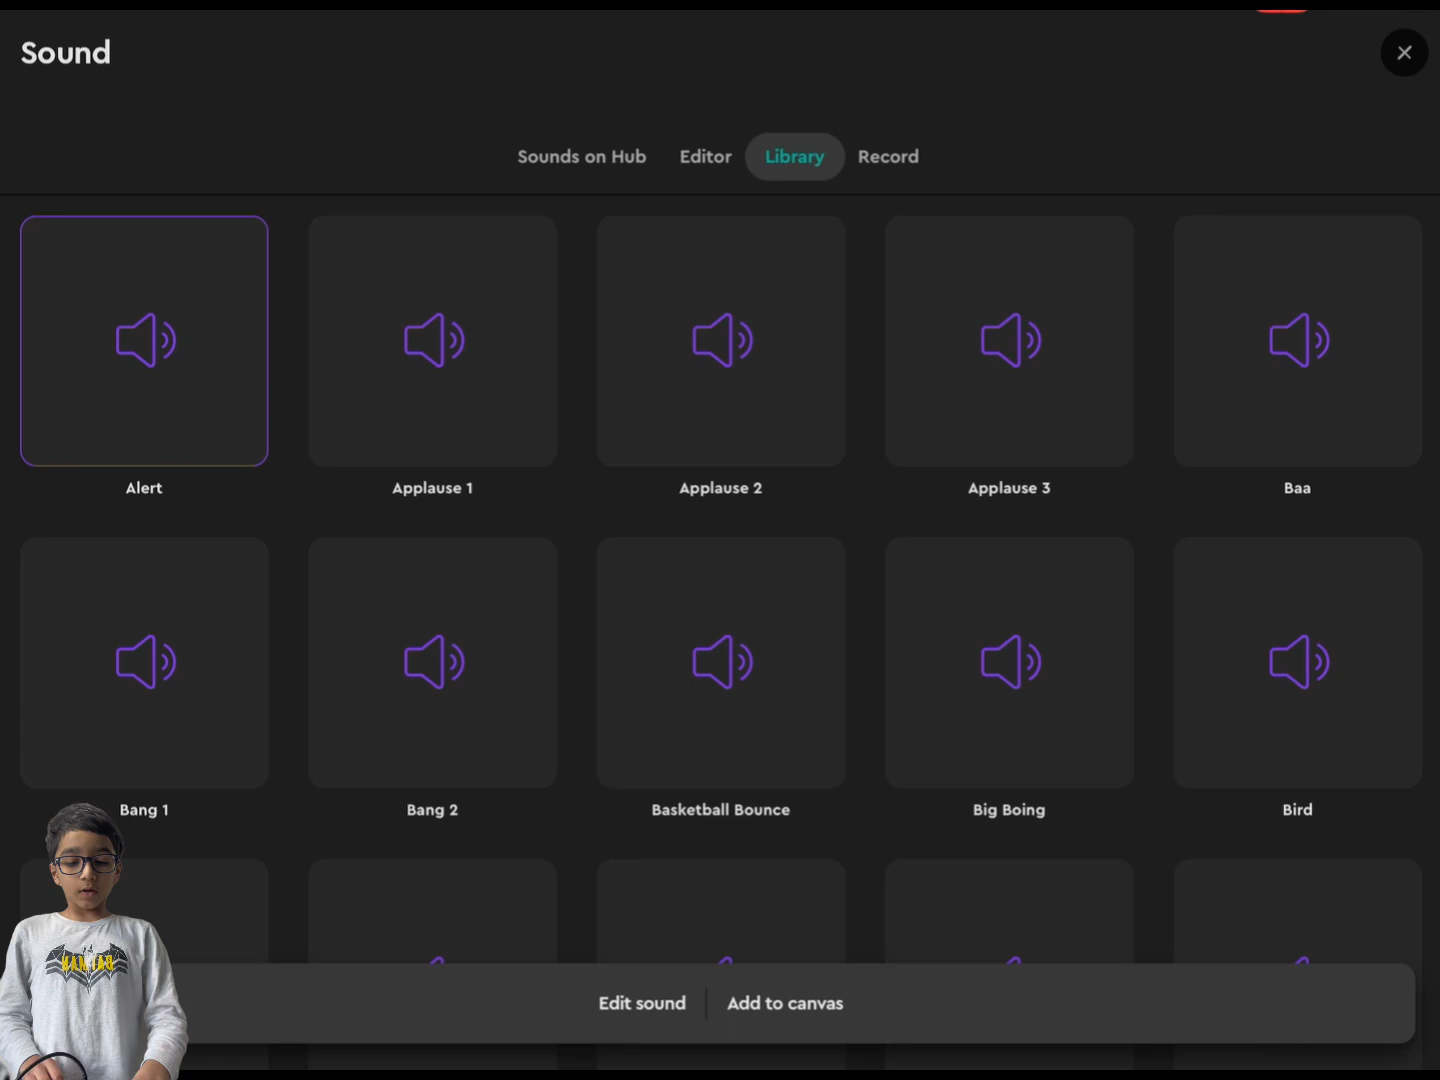 Sound
Sounds on Hub Editor Library Record
Alert Applause 1 Applause 2 Applause 3 Baa
Bang 1 Bang 2 Basketball Bounce Big Boing Bird
BATMAN
Edit sound Add to canvas